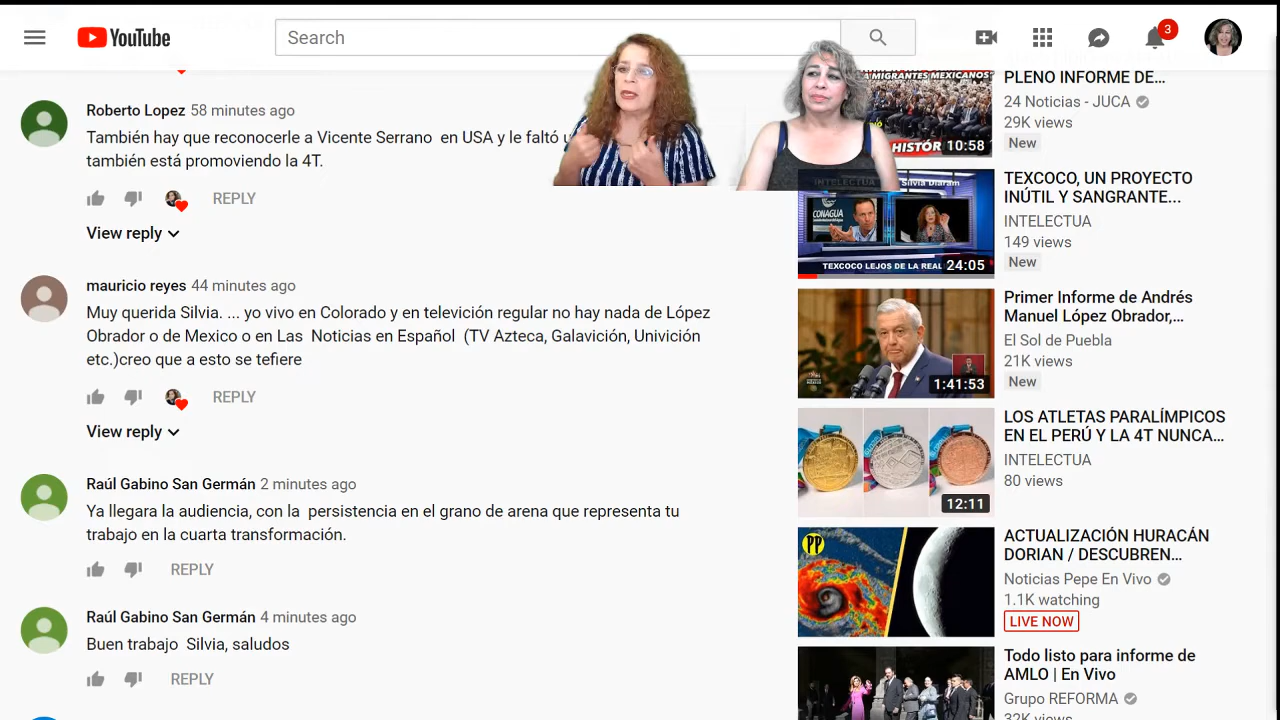 YouTube
Search
3
Roberto Lopez 58 minutes ago
También hay que reconocerle a Vicente Serrano en USA y le faltó
también está promoviendo la 4T.
REPLY
View reply
mauricio reyes 44 minutes ago
Muy querida Silvia. ... yo vivo en Colorado y en televisión regular no hay nada de López
Obrador o de Mexico o en Las Noticias en Español (TV Azteca, Galavición, Univición
etc.)creo que a esto se tefiere
REPLY
View reply
Raúl Gabino San Germán 2 minutes ago
Ya llegara la audiencia, en la persistencia en el grano de arena que representa tu
trabajo en la cuarta transformación.
REPLY
Raúl Gabino San Germán 4 minutes ago
Buen trabajo Silvia, saludos
REPLY
A MIGRANTES MEXICANOS"
HISTÓR
10:58
PLENO INFORME DE...
24 Noticias - JUCA
29K views
New
INTELECTUA
Silvia Diaram
CONAGUA
TEXCOCO LEJOS DE LA REAL
24:05
TEXCOCO, UN PROYECTO
INÚTIL Y SANGRANTE...
INTELECTUA
149 views
New
1:41:53
Primer Informe de Andrés
Manuel López Obrador,...
El Sol de Puebla
21K views
New
12:11
LOS ATLETAS PARALÍMPICOS
EN EL PERÚ Y LA 4T NUNCA...
INTELECTUA
80 views
PP
ACTUALIZACIÓN HURACÁN
DORIAN / DESCUBREN...
Noticias Pepe En Vivo
1.1K watching
LIVE NOW
Todo listo para informe de
AMLO | En Vivo
Grupo REFORMA
32K views